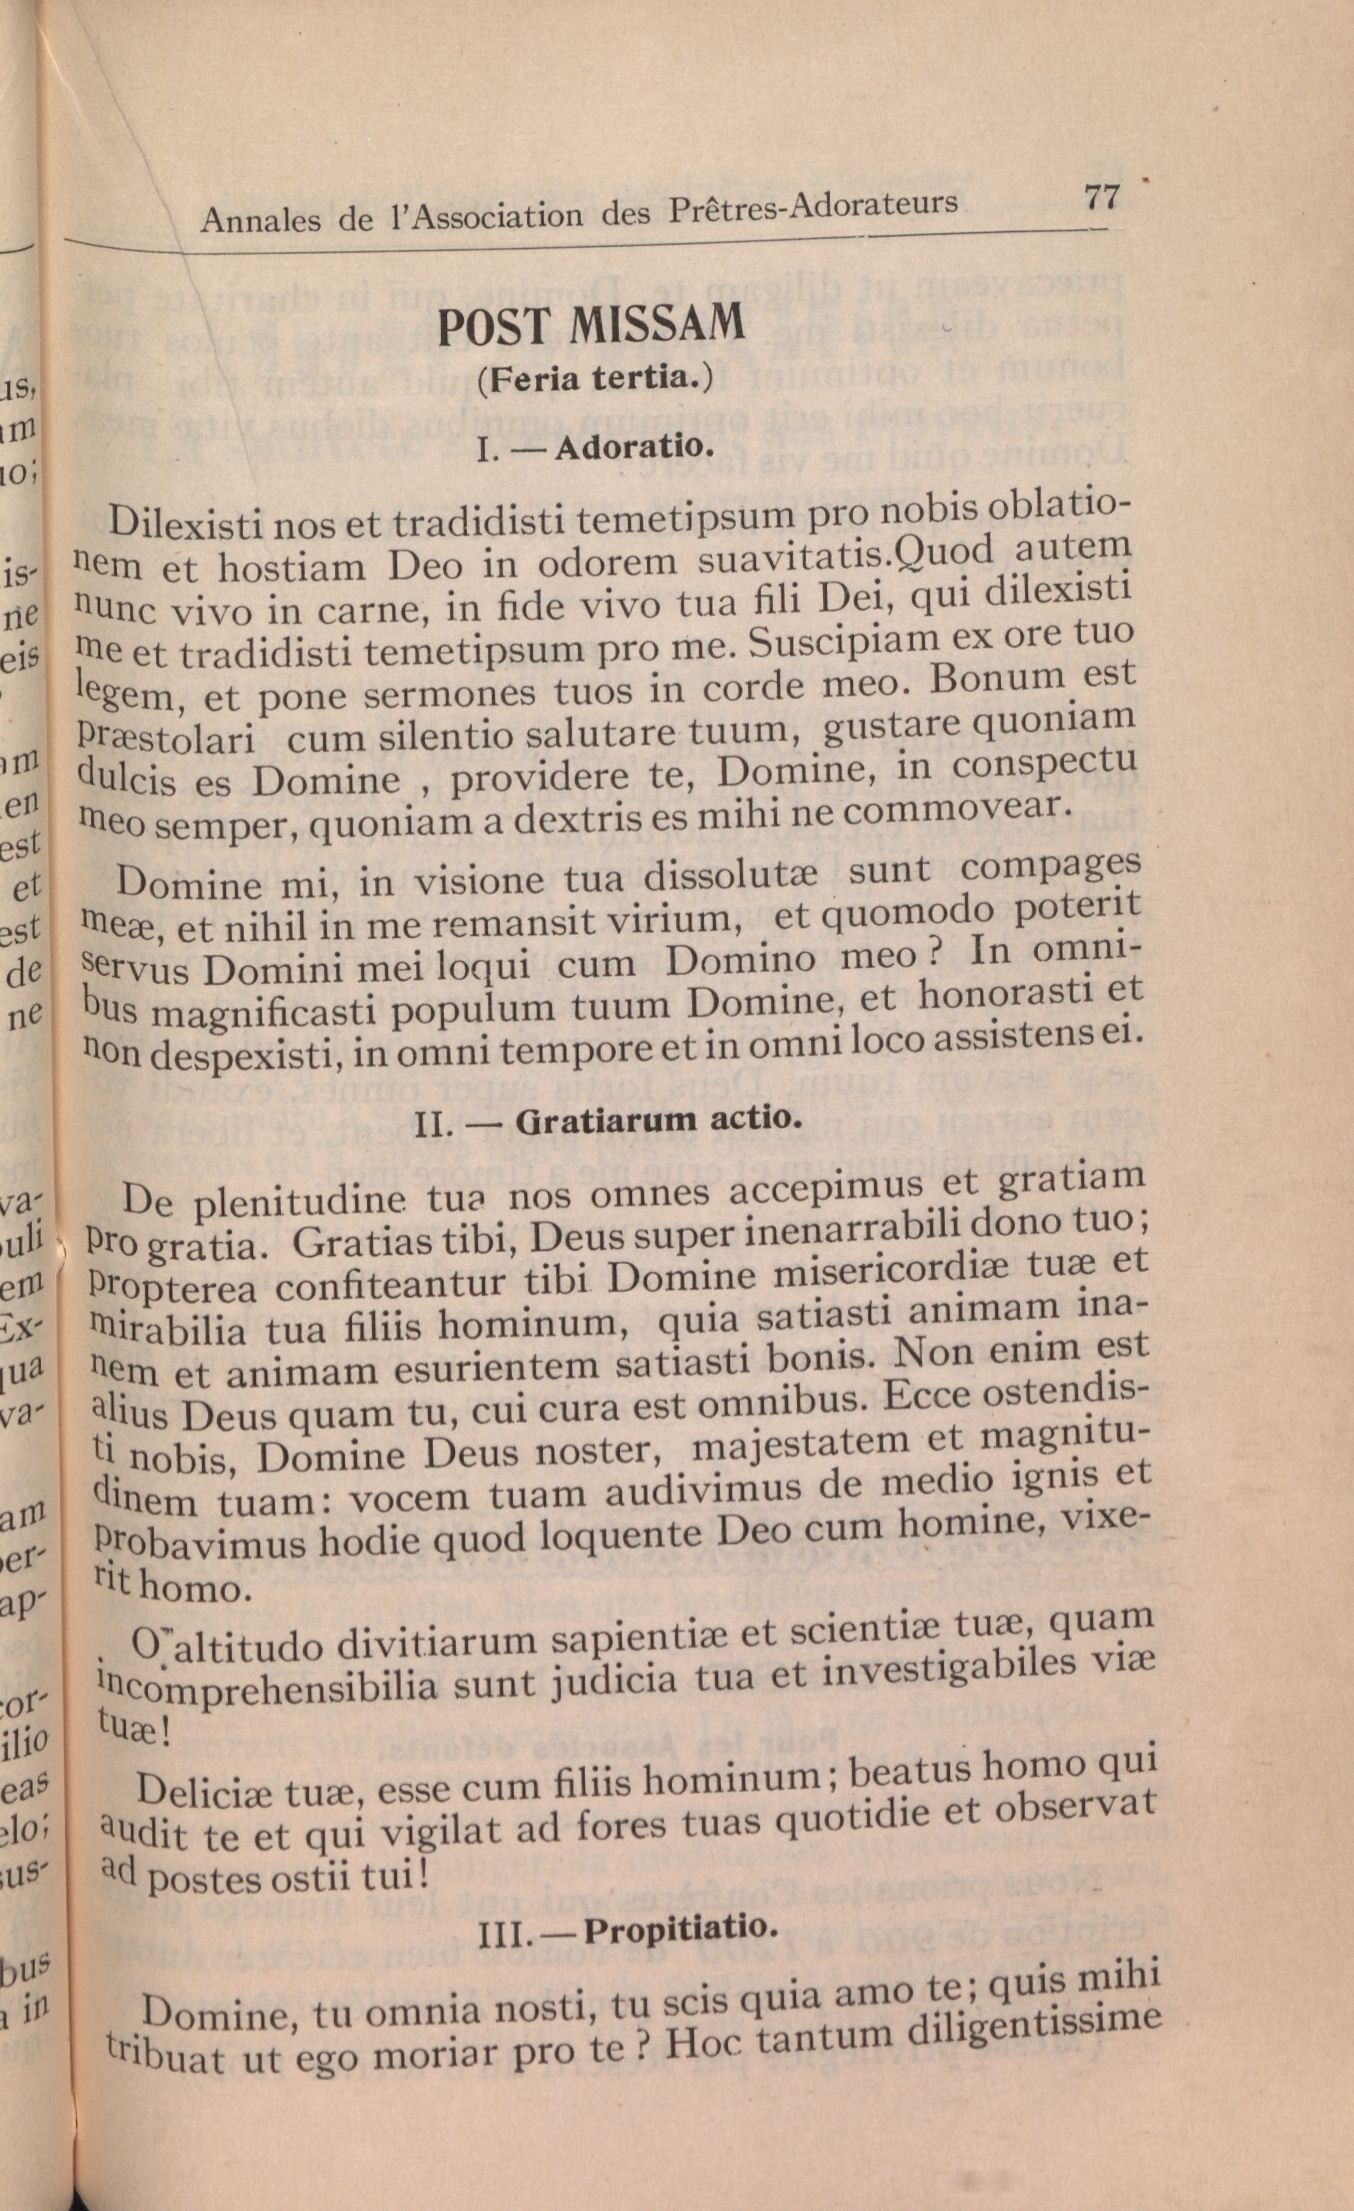 Annales de l'Association des Prêtres-Adorateurs 77
POST MISSAM
(Feria tertia.)
I. — Adoratio.
Dilexisti nos et tradidisti temetipsum pro nobis oblatio-
nem et hostiam Deo in odorem suavitatis.Quod autem
nunc vivo in carne, in fide vivo tua fili Dei, qui dilexisti
me et tradidisti temetipsum pro me. Suscipiam ex ore tuo
legem, et pone sermones tuos in corde meo. Bonum est
præstolari cum silentio salutare tuum, gustare quoniam
dulcis es Domine , providere te, Domine, in conspectu
meo semper, quoniam a dextris es mihi ne commovear.
Domine mi, in visione tua dissolutæ sunt compages
meæ, et nihil in me remansit virium, et quomodo poterit
servus Domini mei loqui cum Domino meo ? In omni-
bus magnificasti populum tuum Domine, et honorasti et
non despexisti, in omni tempore et in omni loco assistens ei.
II. — Gratiarum actio.
De plenitudine tua nos omnes accepimus et gratiam
pro gratia. Gratias tibi, Deus super inenarrabili dono tuo;
propterea confiteantur tibi Domine misericordiæ tuæ et
mirabilia tua filiis hominum, quia satiasti animam ina-
nem et animam esurientem satiasti bonis. Non enim est
alius Deus quam tu, cui cura est omnibus. Ecce ostendis-
ti nobis, Domine Deus noster, majestatem et magnitu-
dinem tuam: vocem tuam audivimus de medio ignis et
probavimus hodie quod loquente Deo cum homine, vixe-
rit homo.
O altitudo divitiarum sapientiæ et scientiæ tuæ, quam
incomprehensibilia sunt judicia tua et investigabiles viæ
tuæ!
Deliciæ tuæ, esse cum filiis hominum; beatus homo qui
audit te et qui vigilat ad fores tuas quotidie et observat
ad postes ostii tui!
III. — Propitiatio.
Domine, tu omnia nosti, tu scis quia amo te; quis mihi
tribuat ut ego moriar pro te ? Hoc tantum diligentissime